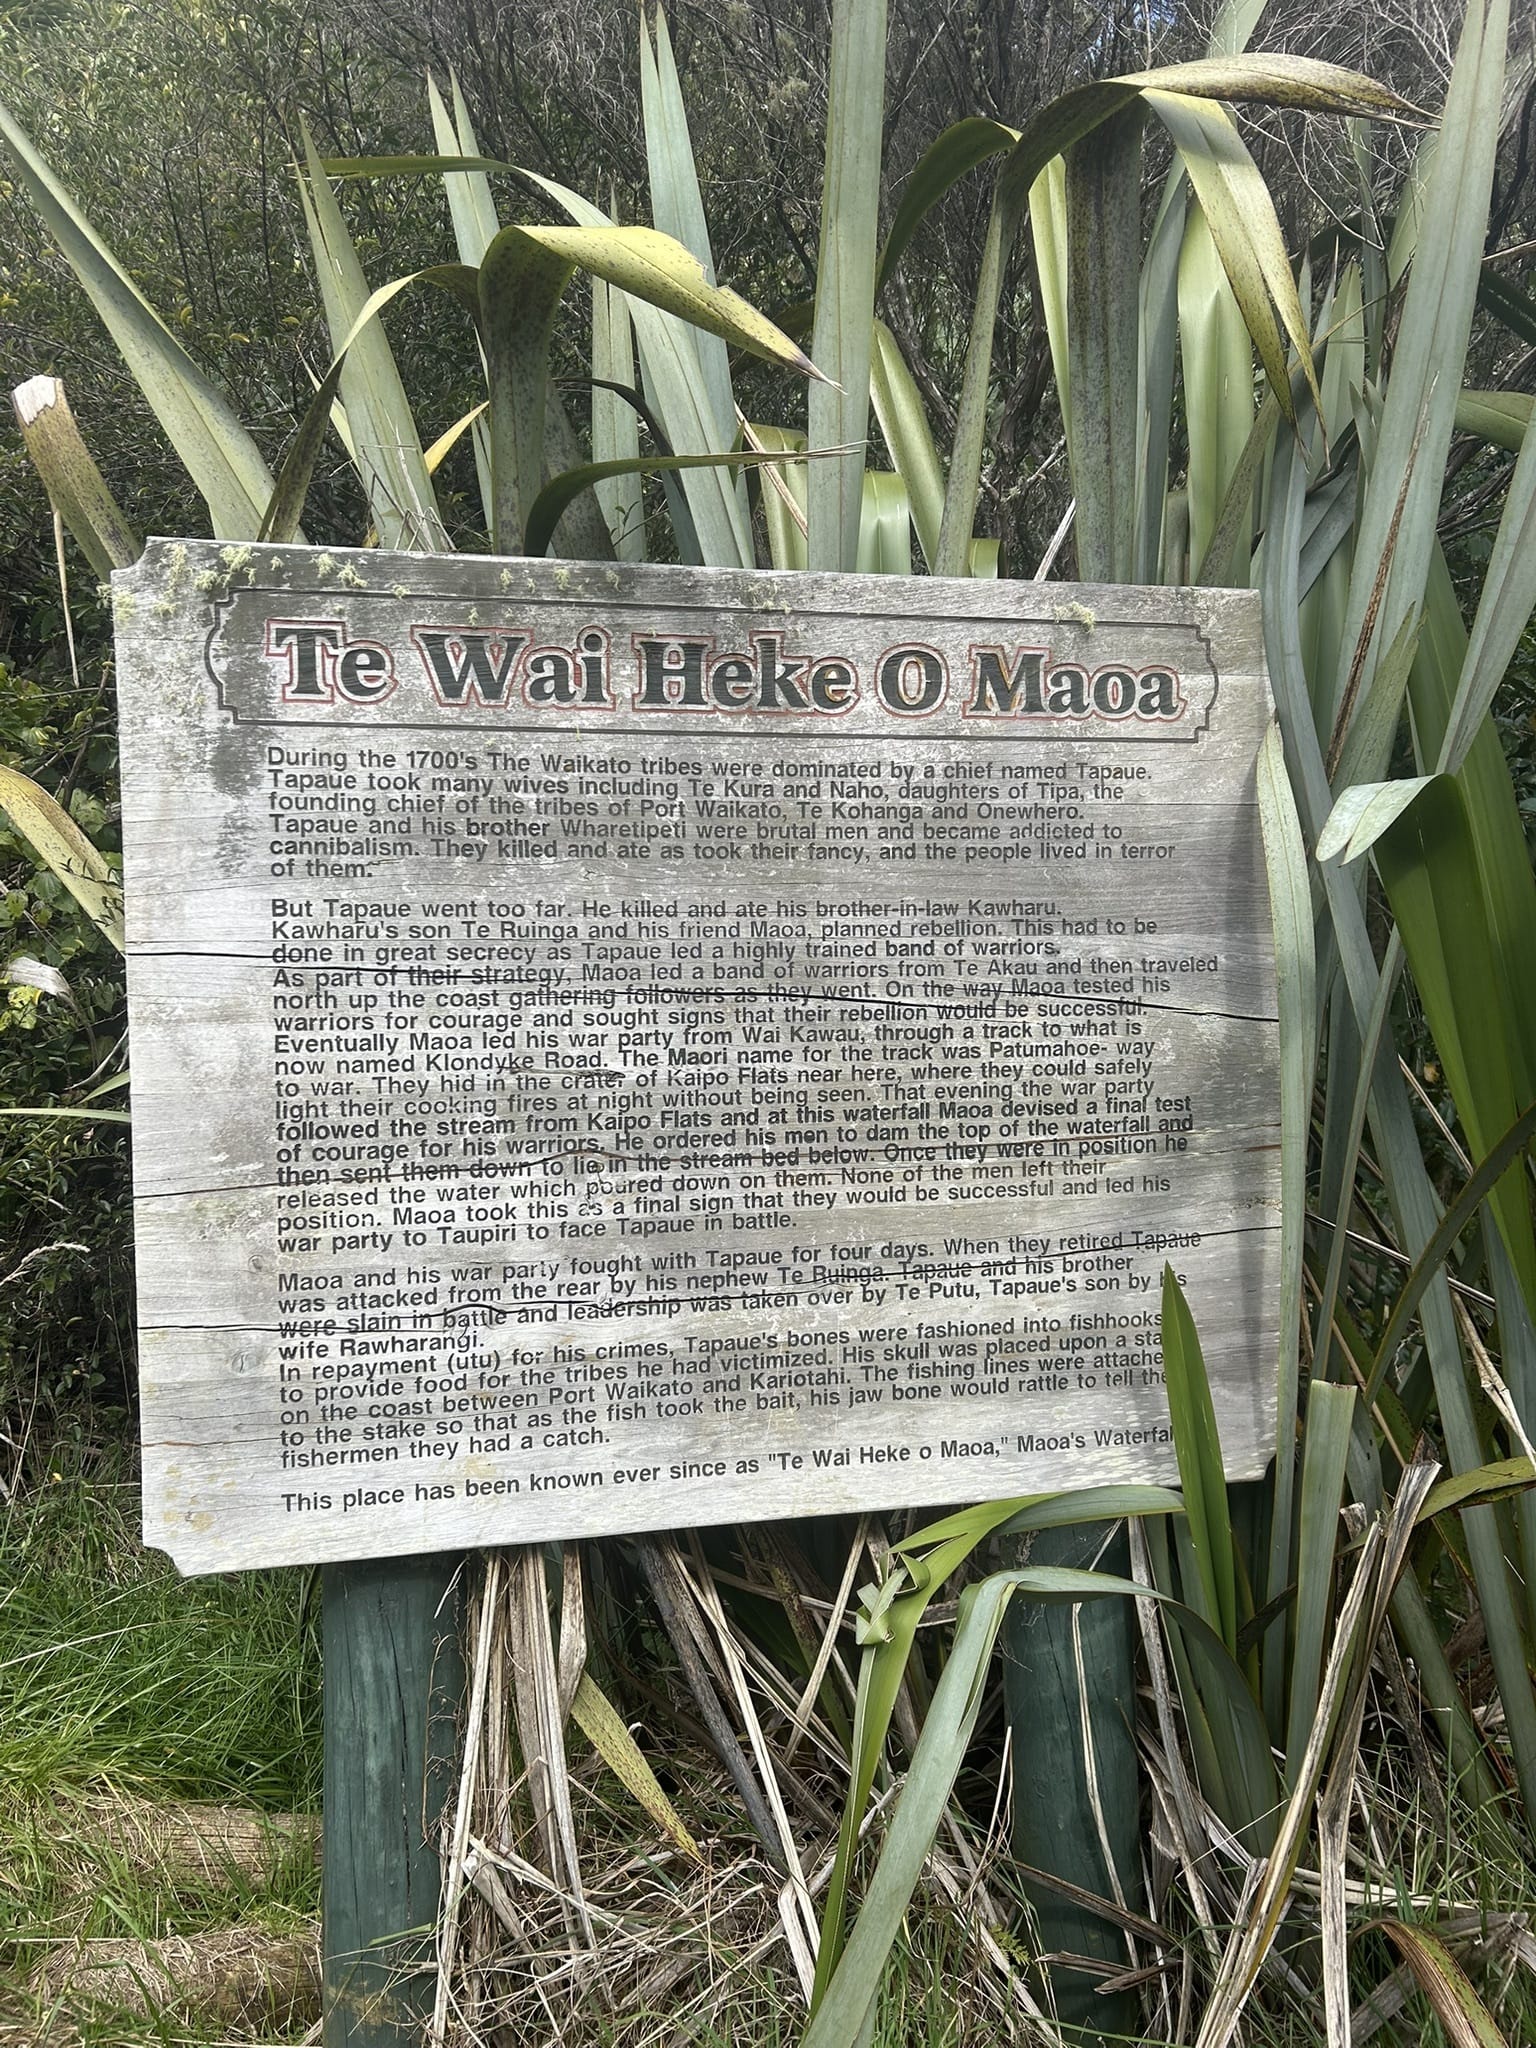 Te Wai Heke O Maoa
During the 1700's The Waikato tribes were dominated by a chief named Tapaue.
Tapaue took many wives including Te Kura and Naho, daughters of Tipa, the
founding chief of the tribes of Port Waikato, Te Kohanga and Onewhero.
Tapaue and his brother Wharetipeti were brutal men and became addicted to
cannibalism. They killed and ate as took their fancy, and the people lived in terror
of them.
But Tapaue went too far. He killed and ate his brother-in-law Kawharu.
Kawharu's son Te Ruinga and his friend Maoa, planned rebellion. This had to be
done in great secrecy as Tapaue led a highly trained band of warriors.
As part of their strategy, Maoa led a band of warriors from Te Akau and then traveled
north up the coast gathering followers as they went. On the way Maoa tested his
warriors for courage and sought signs that their rebellion would be successful.
Eventually Maoa led his war party from Wai Kawau, through a track to what is
now named Klondyke Road. The Maori name for the track was Patumahoe- way
to war. They hid in the crater of Kaipo Flats near here, where they could safely
light their cooking fires at night without being seen. That evening the war party
followed the stream from Kaipo Flats and at this waterfall Maoa devised a final test
of courage for his warriors. He ordered his men to dam the top of the waterfall and
then sent them down to lie in the stream bed below. Once they were in position he
released the water which poured down on them. None of the men left their
position. Maoa took this as a final sign that they would be successful and led his
war party to Taupiri to face Tapaue in battle.
Maoa and his war party fought with Tapaue for four days. When they retired Tapaue
was attacked from the rear by his nephew Te Ruinga. Tapaue and his brother
were slain in battle and leadership was taken over by Te Putu, Tapaue's son by his
wife Rawharangi.
In repayment (utu) for his crimes, Tapaue's bones were fashioned into fishhooks
to provide food for the tribes he had victimized. His skull was placed upon a
on the coast between Port Waikato and Kariotahi. The fishing lines were
to the stake so that as the fish took the bait, his jaw bone would rattle to tell the
fishermen they had a catch.
This place has been known ever since as "Te Wai Heke o Maoa," Maoa's